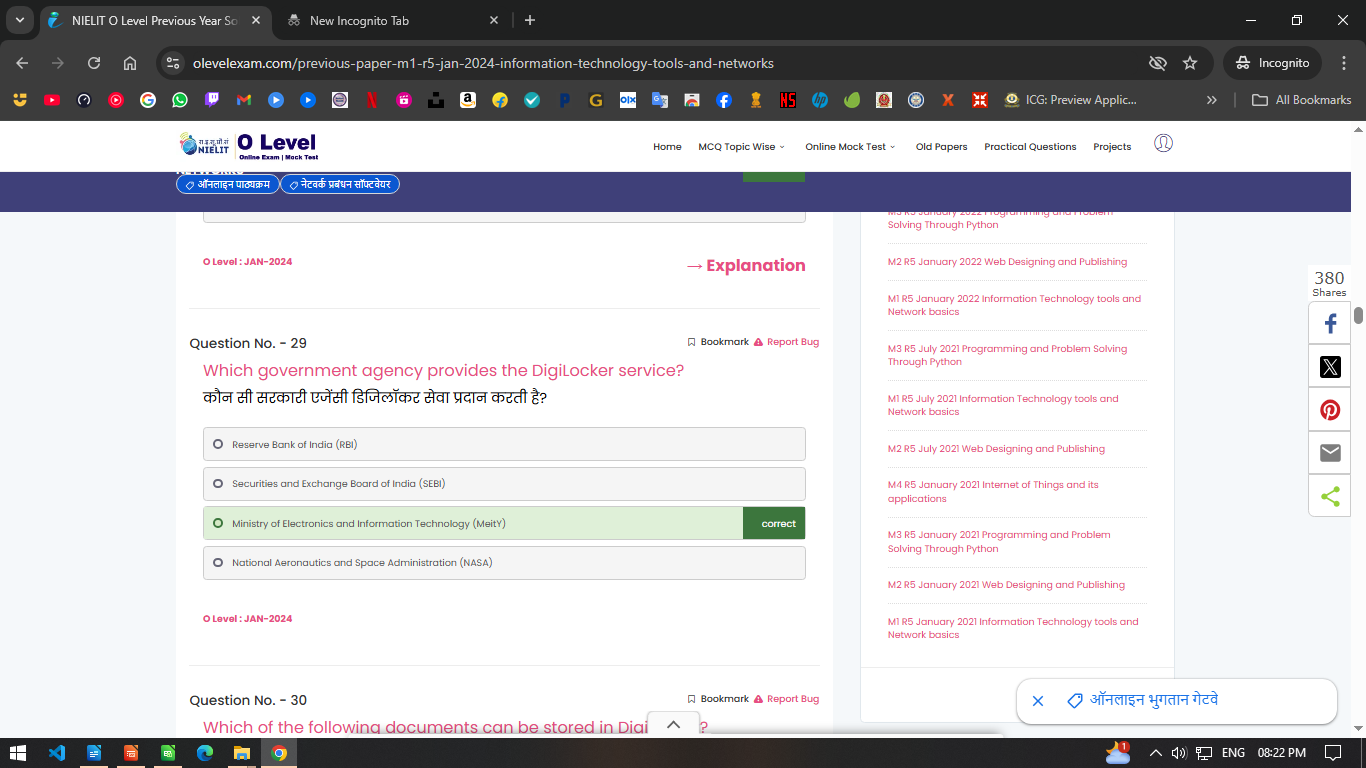 NIELIT O Level Previous Year So
New Incognito Tab
olevelexam.com/previous-paper-m1-r5-jan-2024-information-technology-tools-and-networks
Incognito
ICG: Preview Applic...
All Bookmarks
रा.इ.सू.प्रौ.सं
NIELIT
O Level
Online Exam | Mock Test
Home
MCQ Topic Wise
Online Mock Test
Old Papers
Practical Questions
Projects
ऑनलाइन पाठ्यक्रम
नेटवर्क प्रबंधन सॉफ्टवेयर
O Level : JAN-2024
→ Explanation
Question No. - 29
Bookmark
Report Bug
Which government agency provides the DigiLocker service?
कौन सी सरकारी एजेंसी डिजिलॉकर सेवा प्रदान करती है?
Reserve Bank of India (RBI)
Securities and Exchange Board of India (SEBI)
Ministry of Electronics and Information Technology (MeitY)
correct
National Aeronautics and Space Administration (NASA)
O Level : JAN-2024
Question No. - 30
Bookmark
Report Bug
Which of the following documents can be stored in Digi ?
M3 R5 January 2022 Programming and Problem
Solving Through Python
M2 R5 January 2022 Web Designing and Publishing
M1 R5 January 2022 Information Technology tools and
Network basics
M3 R5 July 2021 Programming and Problem Solving
Through Python
M1 R5 July 2021 Information Technology tools and
Network basics
M2 R5 July 2021 Web Designing and Publishing
M4 R5 January 2021 Internet of Things and its
applications
M3 R5 January 2021 Programming and Problem
Solving Through Python
M2 R5 January 2021 Web Designing and Publishing
M1 R5 January 2021 Information Technology tools and
Network basics
380
Shares
ऑनलाइन भुगतान गेटवे
1
ENG
08:22 PM